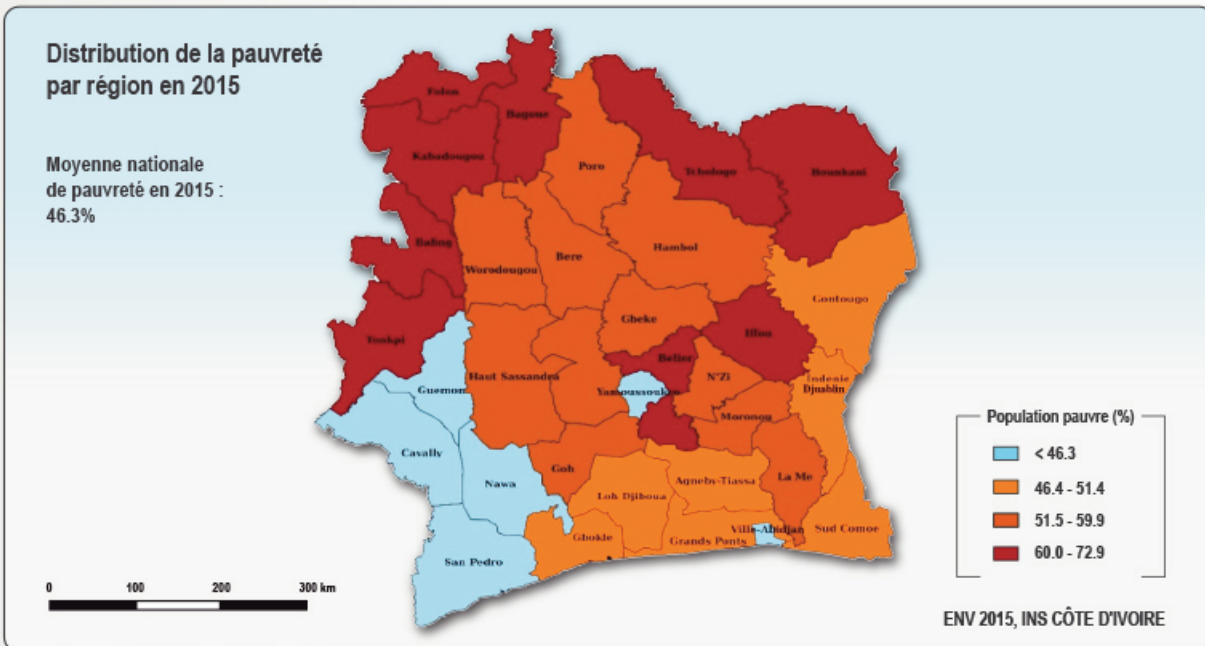 Distribution de la pauvreté
par région en 2015
Moyenne nationale
de pauvreté en 2015 :
46.3%
Folon
Bagoue
Kabadougou
Poro
Tchologo
Bounkani
Bafing
Worodougou
Bere
Hambol
Gontougo
Gbeke
Iffou
Tonkpi
Belier
Guemon
Haut Sassandra
Yamoussoukro
N'Zi
Indenie
Djuablin
Moronou
Cavally
Nawa
Goh
Loh Djiboua
Agneby-Tiassa
La Me
Gbokle
Grands Ponts
Ville-Abidjan
Sud Comoe
San Pedro
Population pauvre (%)
< 46.3
46.4 - 51.4
51.5 - 59.9
60.0 - 72.9
0 100 200 300 km
ENV 2015, INS CÔTE D'IVOIRE